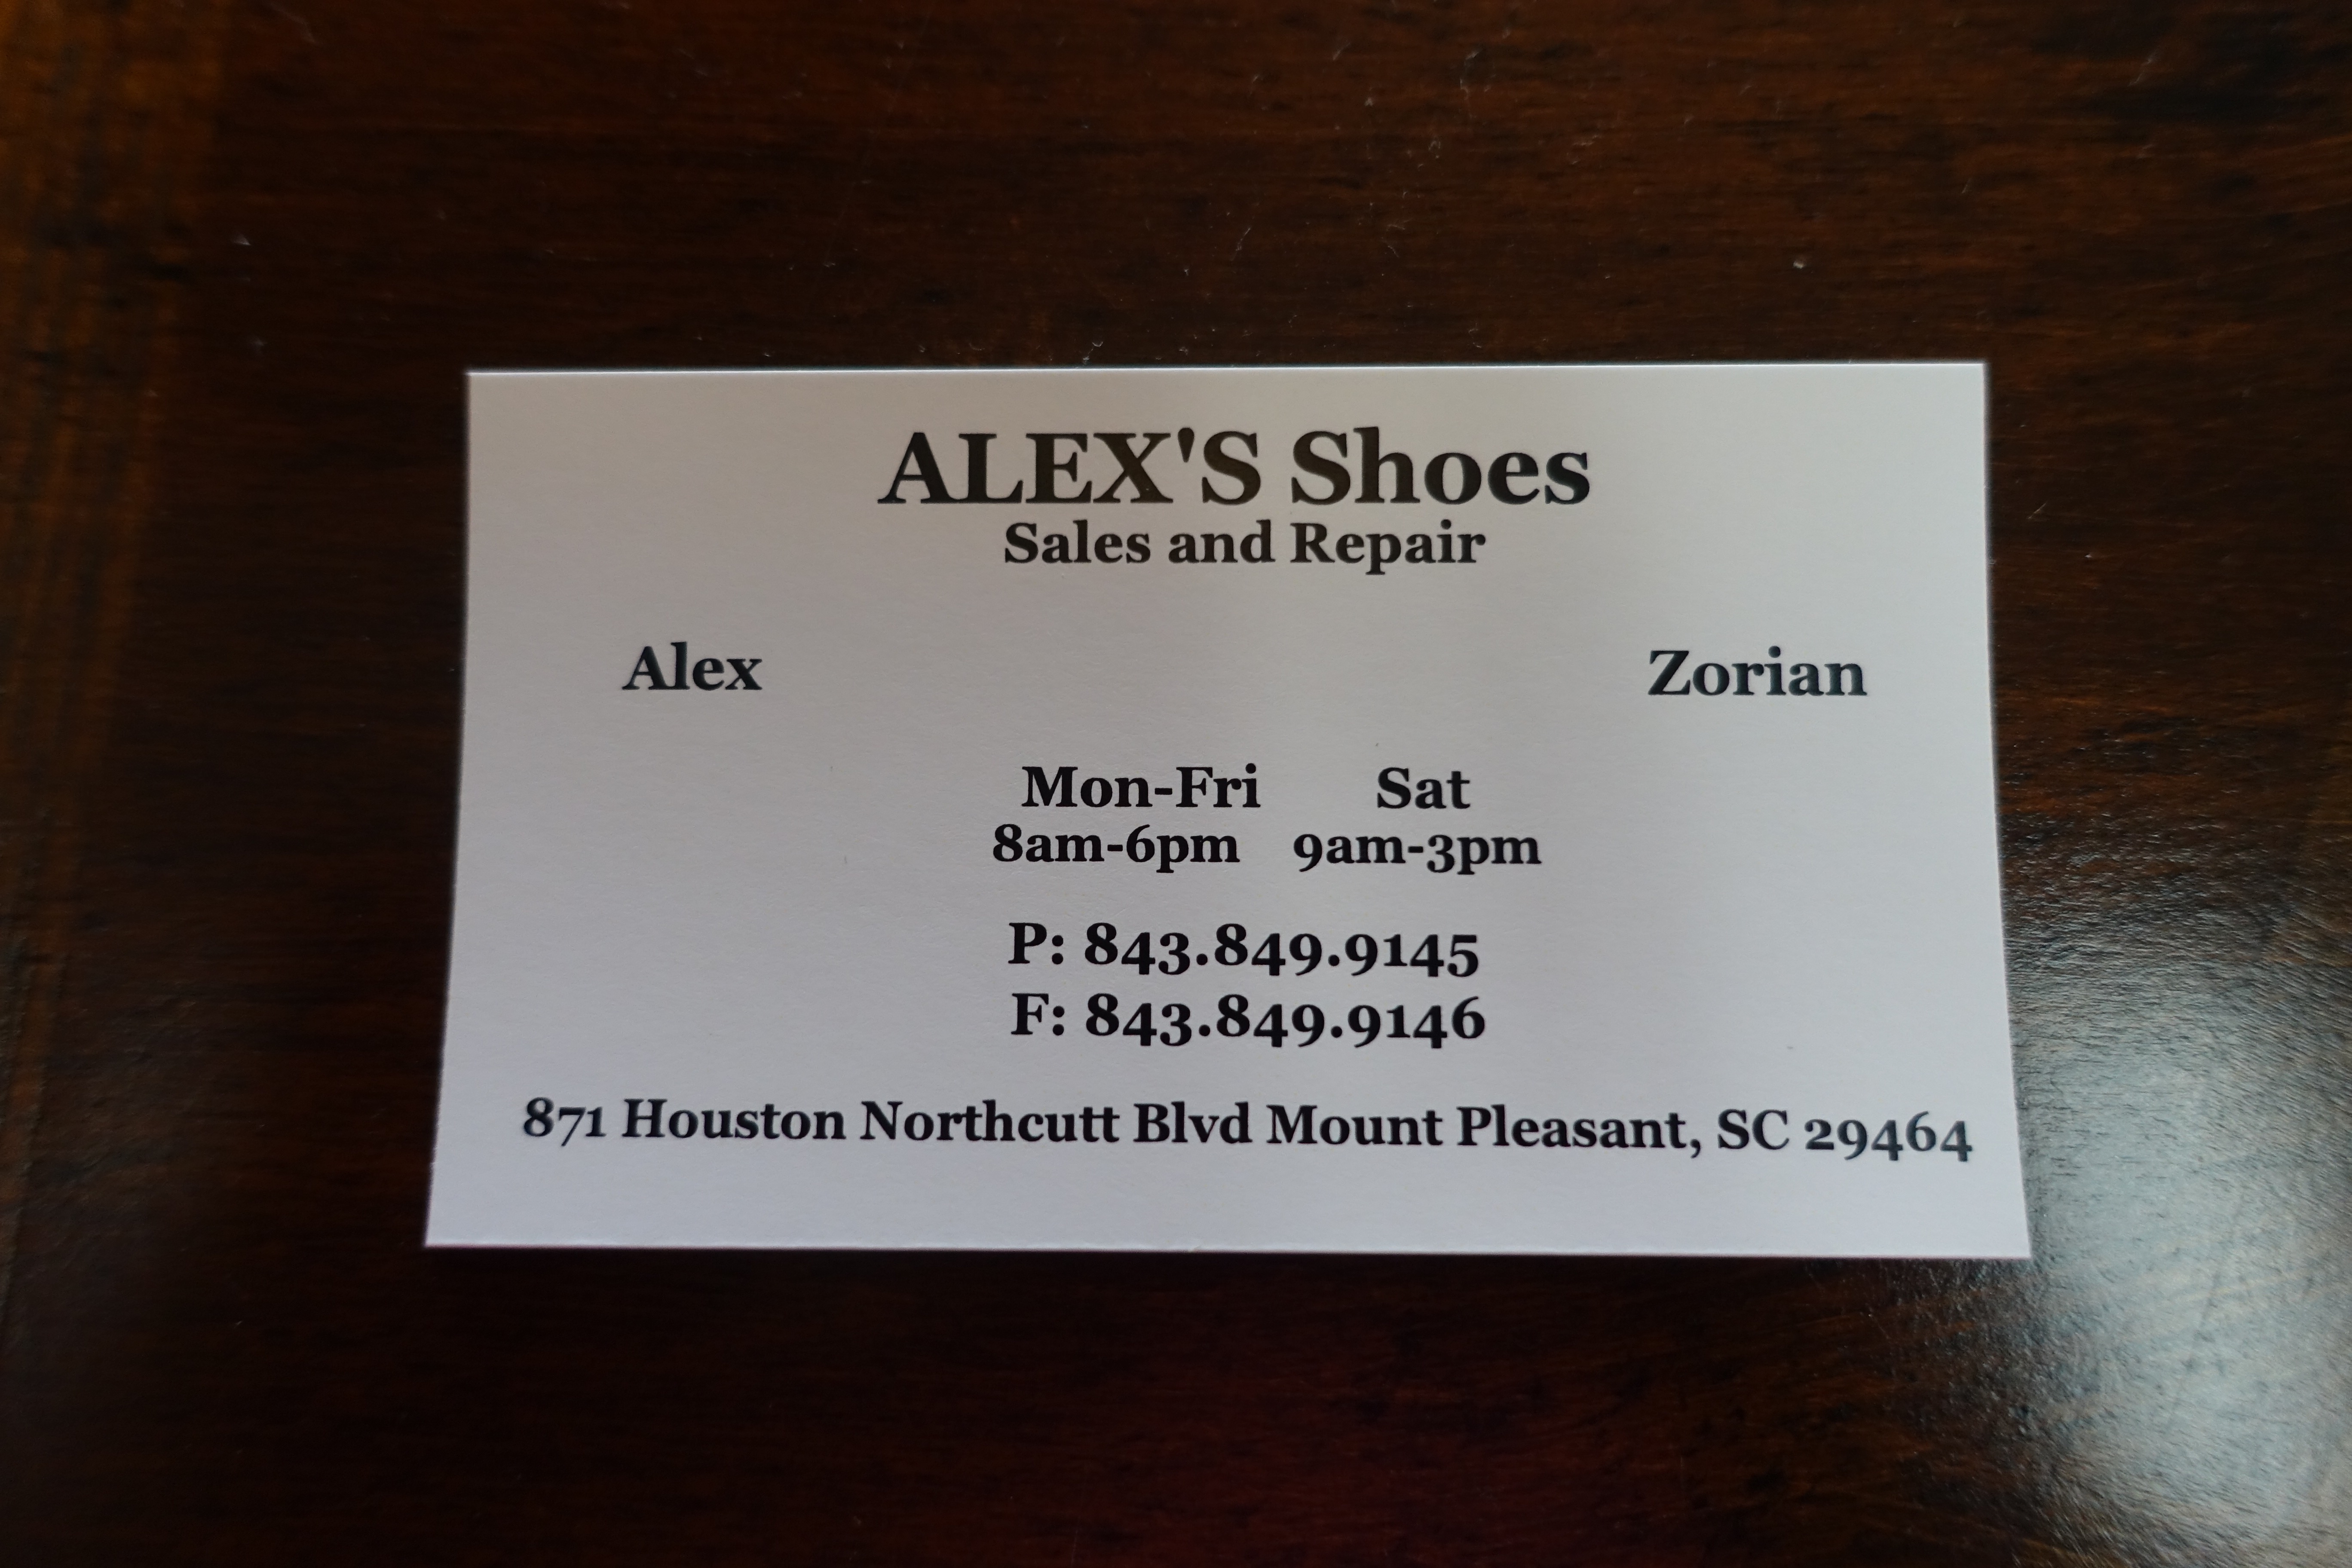 ALEX'S Shoes
Sales and Repair
Alex Zorian
Mon-Fri Sat
8am-6pm 9am-3pm
P: 843.849.9145
F: 843.849.9146
871 Houston Northcutt Blvd Mount Pleasant, SC 29464